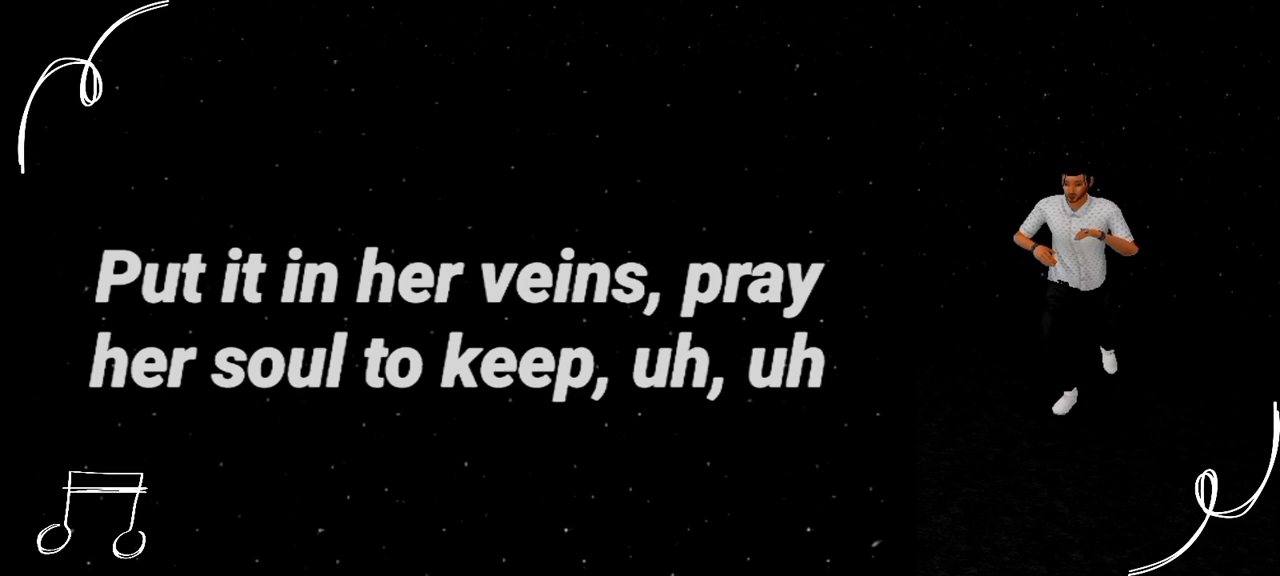 Put it in her veins, pray
her soul to keep, uh, uh